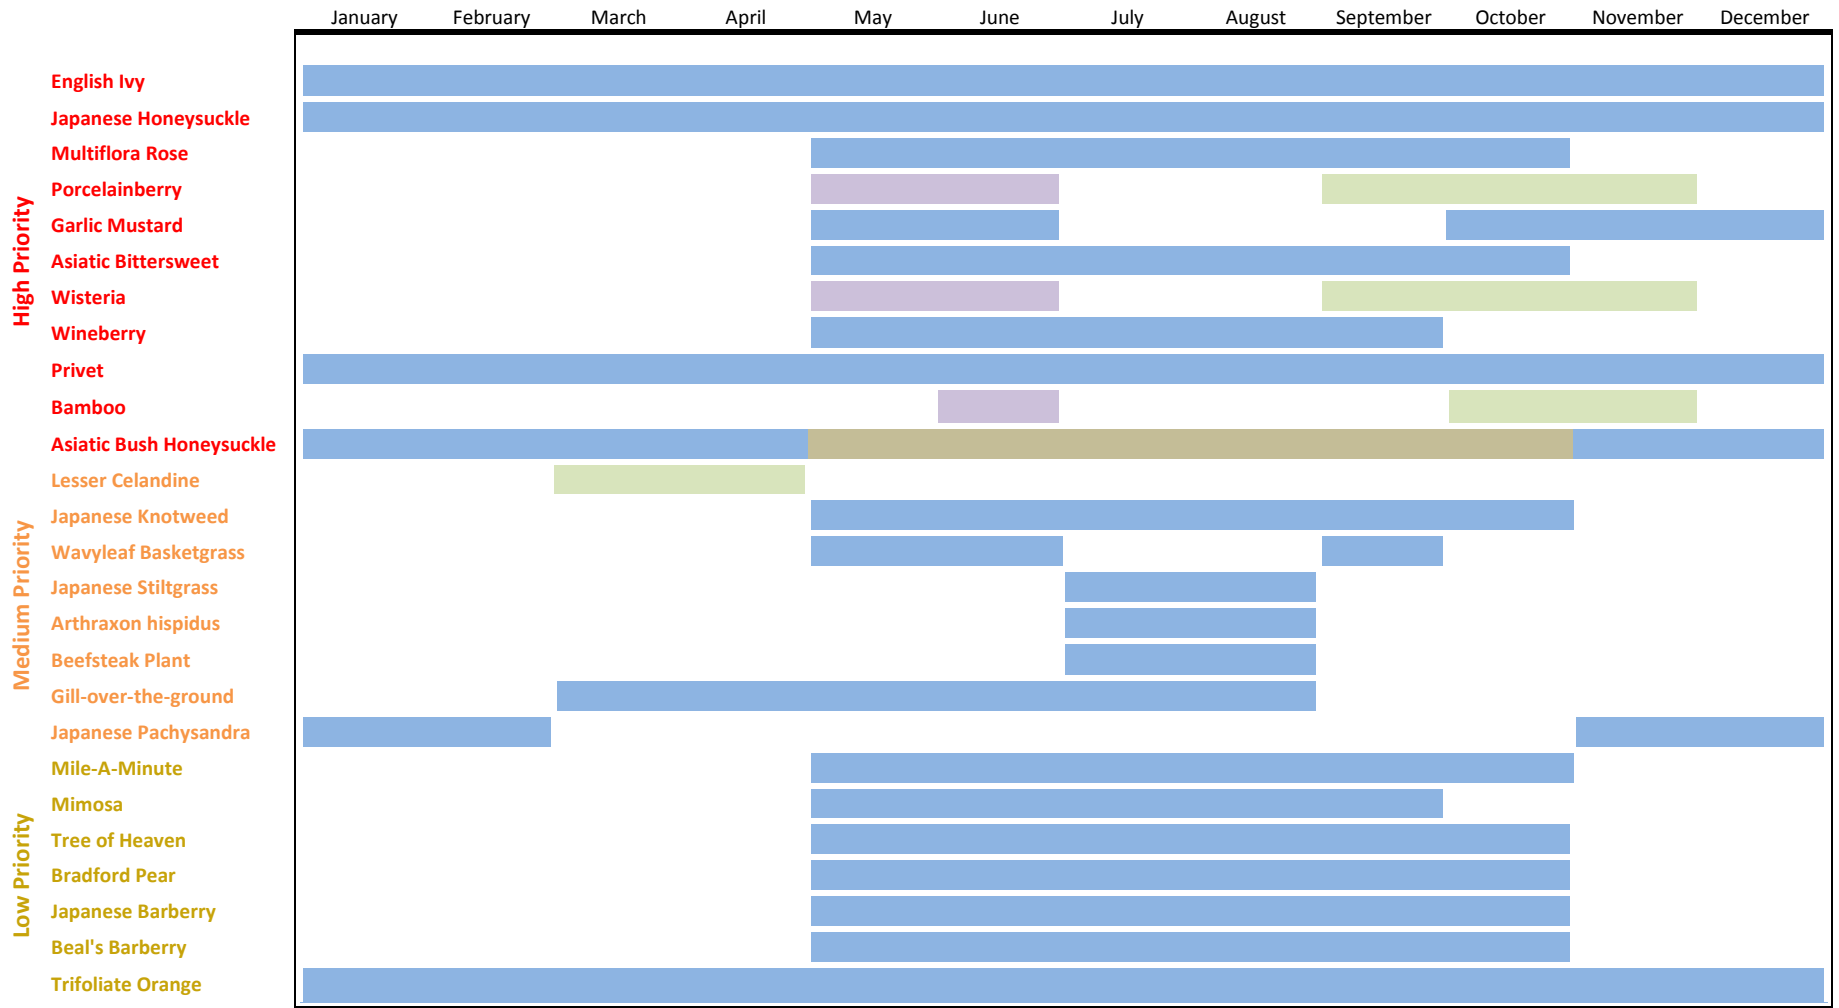 January February March April May June July August September October November December
High Priority
English Ivy
Japanese Honeysuckle
Multiflora Rose
Porcelainberry
Garlic Mustard
Asiatic Bittersweet
Wisteria
Wineberry
Privet
Bamboo
Asiatic Bush Honeysuckle
Medium Priority
Lesser Celandine
Japanese Knotweed
Wavyleaf Basketgrass
Japanese Stiltgrass
Arthraxon hispidus
Beefsteak Plant
Gill-over-the-ground
Japanese Pachysandra
Low Priority
Mile-A-Minute
Mimosa
Tree of Heaven
Bradford Pear
Japanese Barberry
Beal's Barberry
Trifoliate Orange